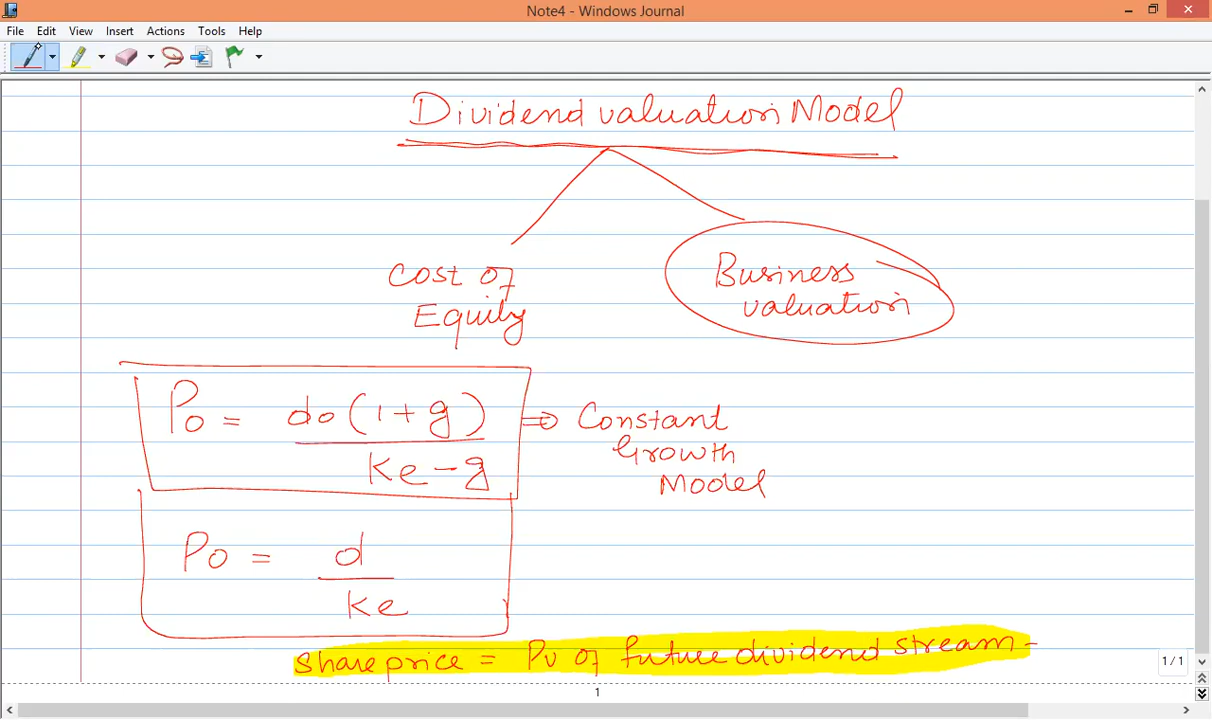 Note4 - Windows Journal
File Edit View Insert Actions Tools Help
Dividend valuation Model
Cost of
Equity
Business
valuation
Po = do (1+g) / Ke - g ⇒ Constant
Growth
Model
Po = d / Ke
Share price = PV of future dividend stream -
1 / 1
1